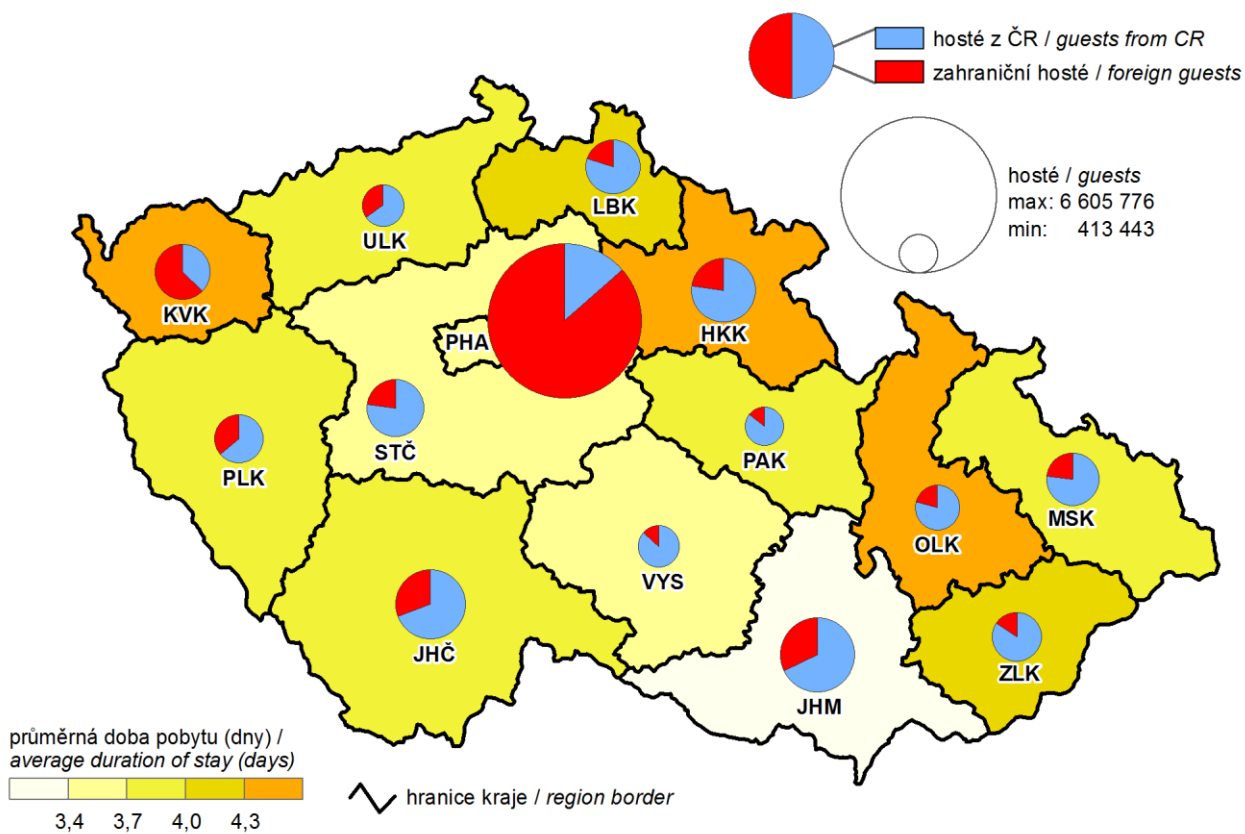 hosté z ČR / guests from CR
zahraniční hosté / foreign guests
hosté / guests
max: 6 605 776
min: 413 443
LBK
ULK
KVK
HKK
PHA
STČ
PAK
PLK
MSK
OLK
VYS
JHČ
ZLK
JHM
průměrná doba pobytu (dny) /
average duration of stay (days)
3,4 3,7 4,0 4,3
hranice kraje / region border